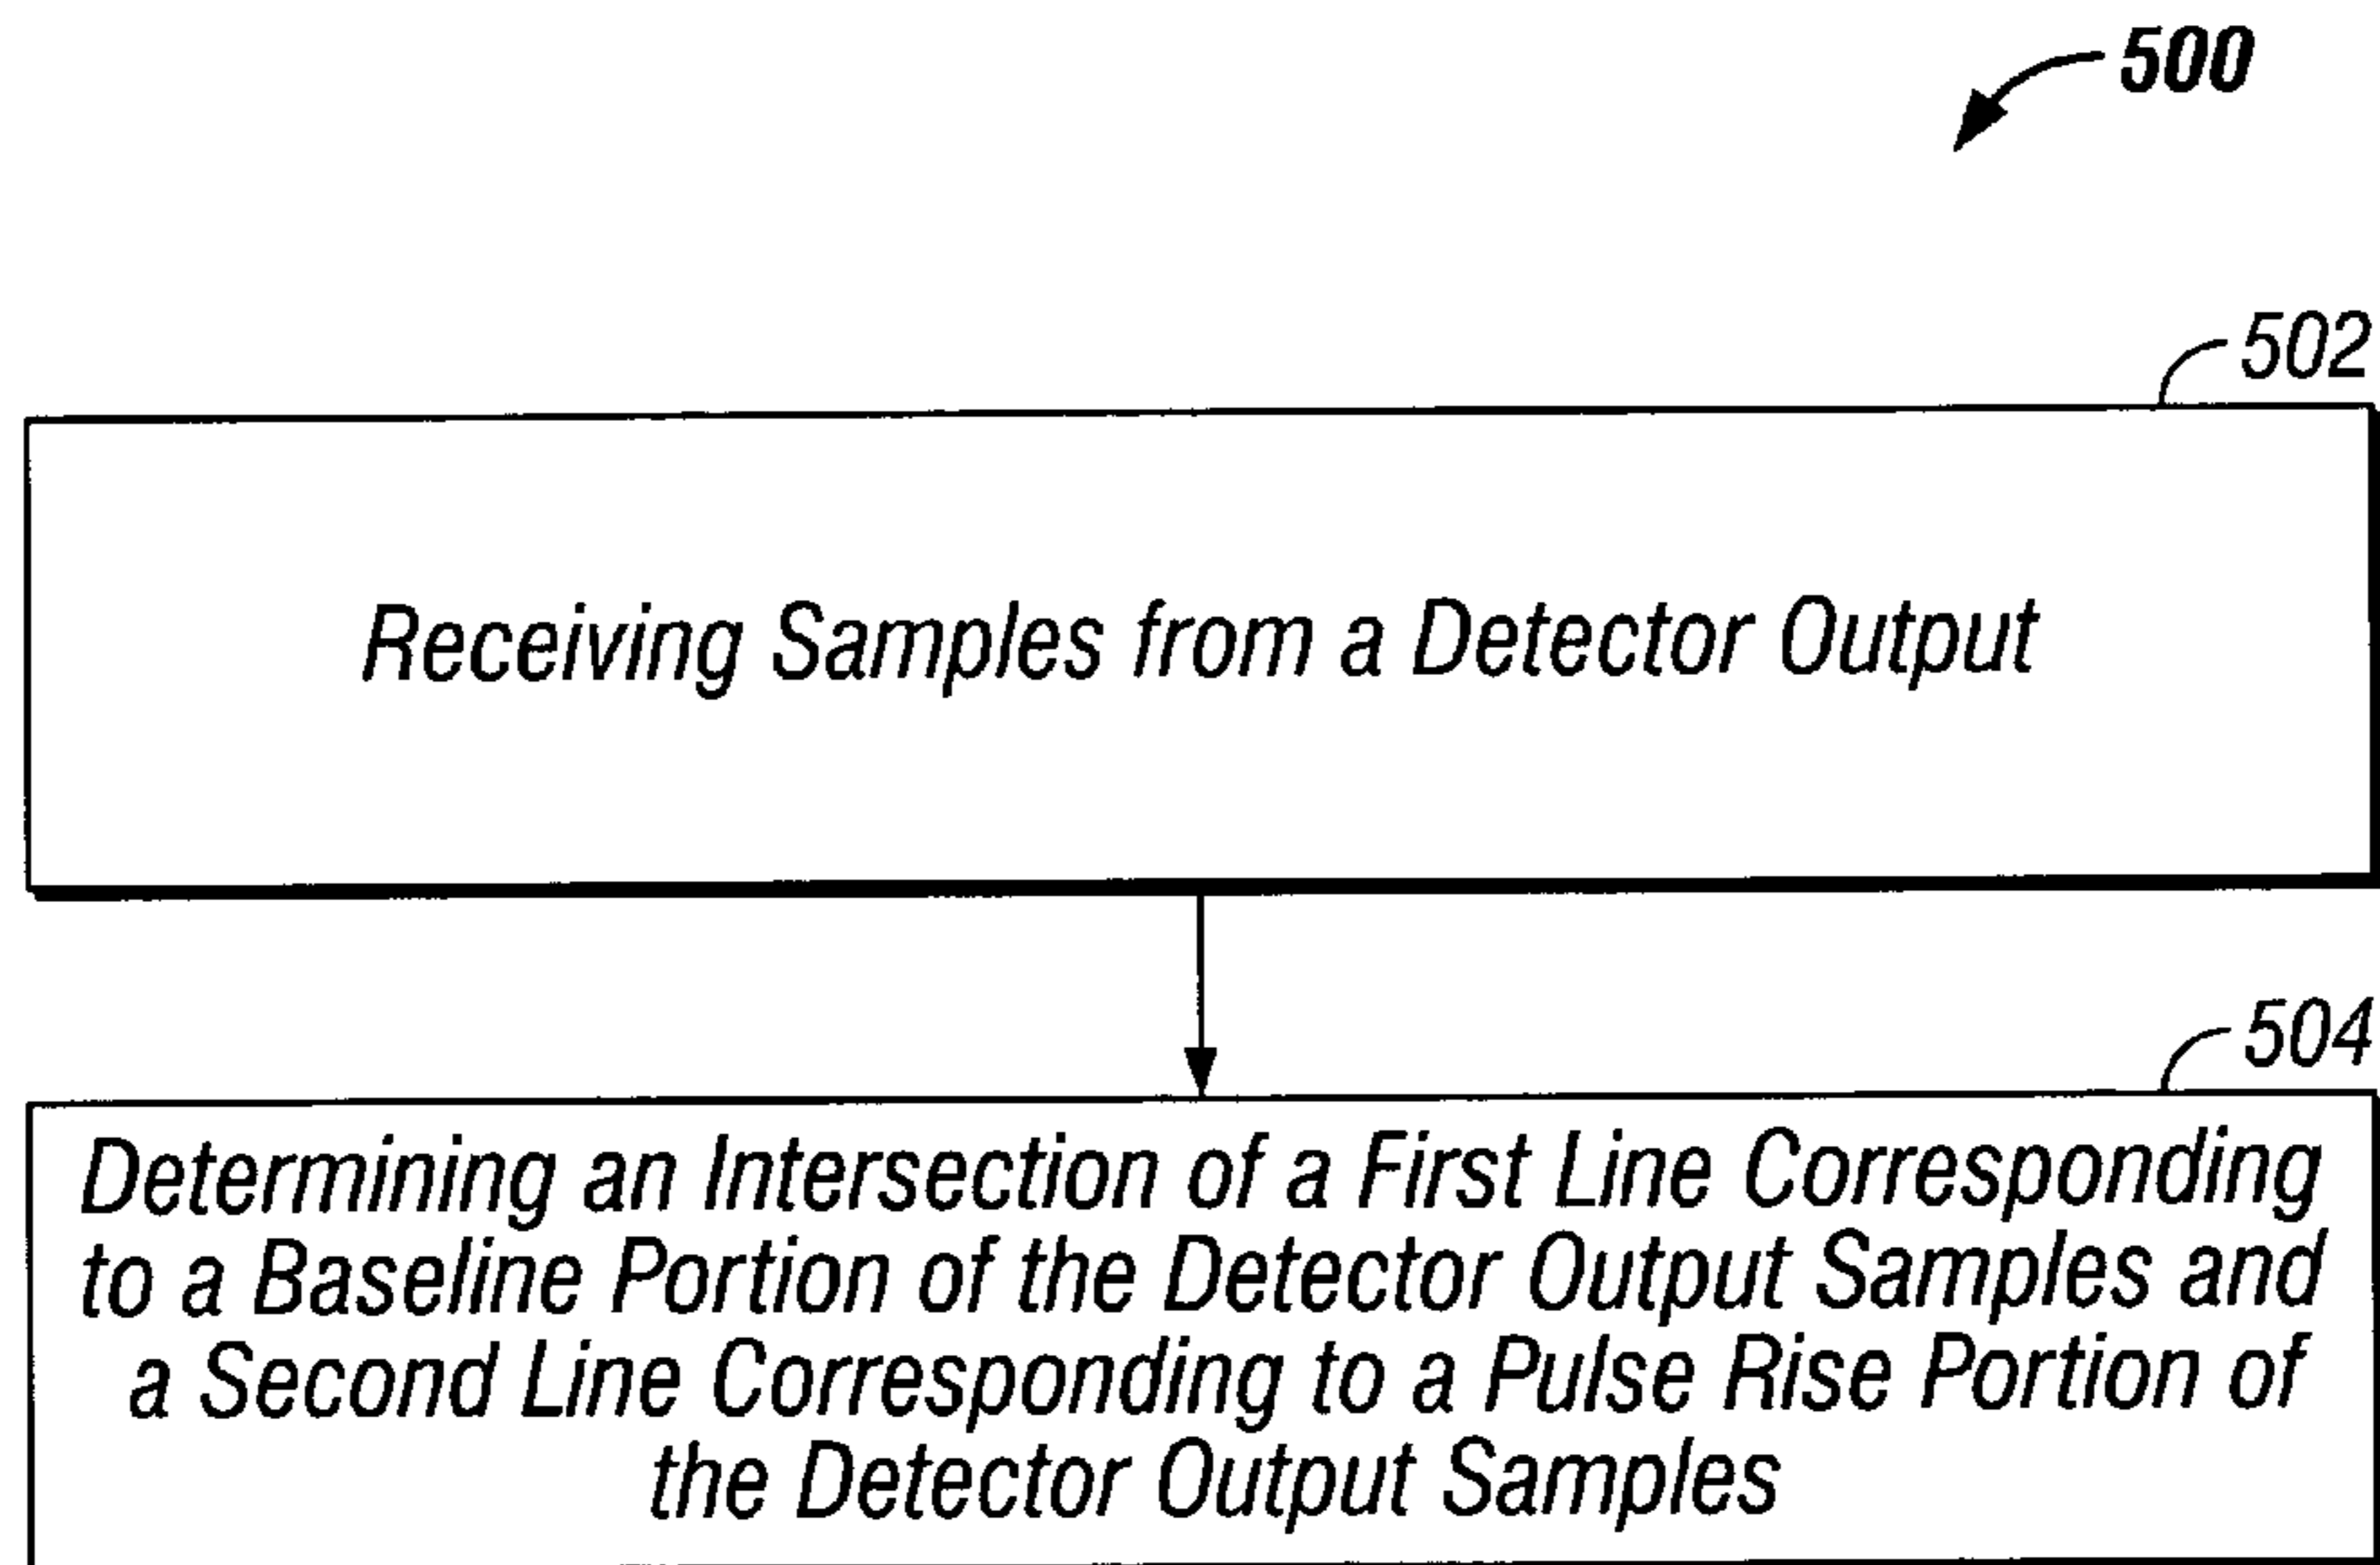 500
502
Receiving Samples from a Detector Output
504
Determining an Intersection of a First Line Corresponding
to a Baseline Portion of the Detector Output Samples and
a Second Line Corresponding to a Pulse Rise Portion of
the Detector Output Samples